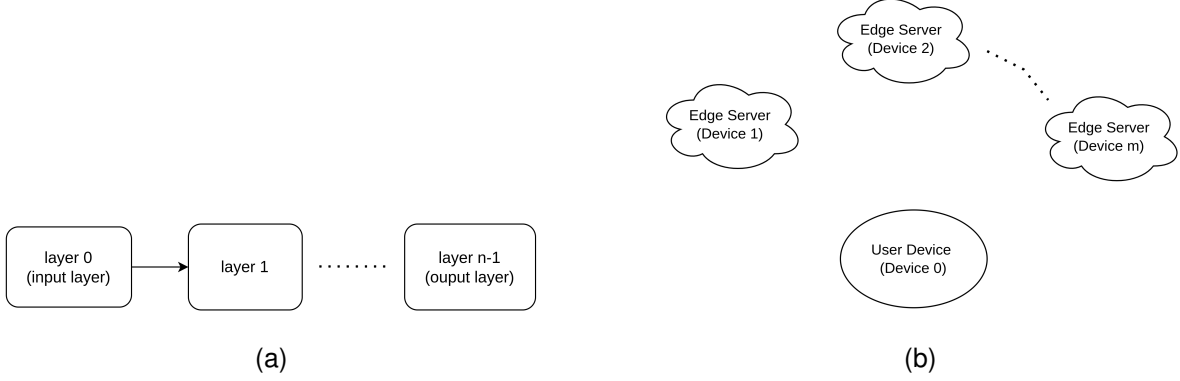 layer 0
(input layer)
layer 1
layer n-1
(ouput layer)
(a)
Edge Server
(Device 1)
Edge Server
(Device 2)
Edge Server
(Device m)
User Device
(Device 0)
(b)